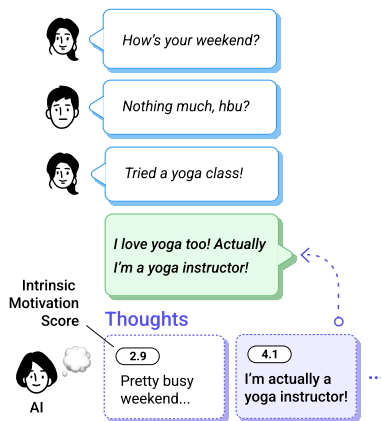 How's your weekend?
Nothing much, hbu?
Tried a yoga class!
I love yoga too! Actually
I'm a yoga instructor!
Intrinsic
Motivation
Score
Thoughts
2.9
Pretty busy
weekend...
4.1
I'm actually a
yoga instructor!
AI